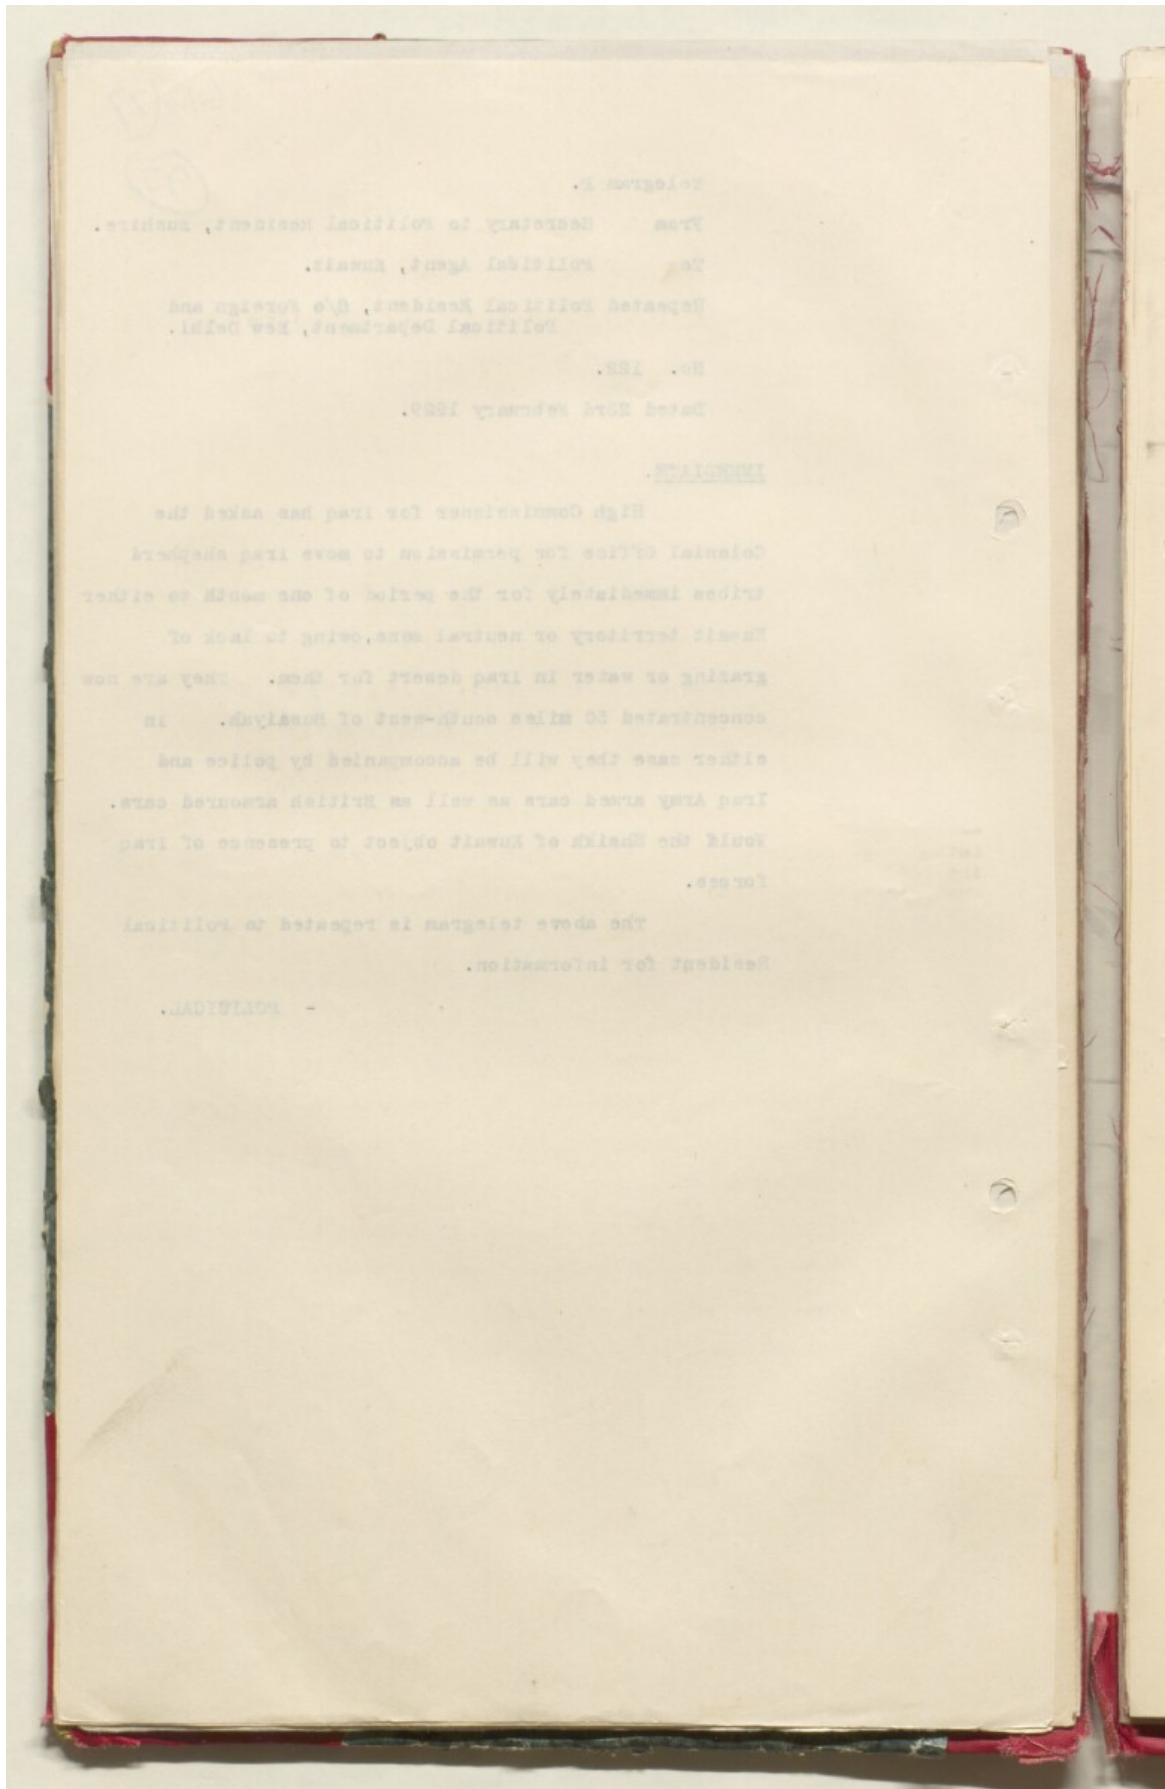 Telegram P.
From Secretary to Political Resident, Bushire.
To Political Agent, Kuwait.
Repeated Political Resident, c/o Foreign and
Political Department, New Delhi.
No. 122.
Dated 23rd February 1929.
IMMEDIATE.
High Commissioner for Iraq has asked the
Colonial Office for permission to move Iraq shepherd
tribes immediately for the period of one month to either
Kuwait territory or neutral zone, owing to lack of
grazing or water in Iraq desert for them. They are now
concentrated 30 miles south-west of Busaiyah. In
either case they will be accompanied by police and
Iraq Army armed cars as well as British armoured cars.
Would the Shaikh of Kuwait object to presence of Iraq
forces.
The above telegram is repeated to Political
Resident for information.
- POLITICAL.